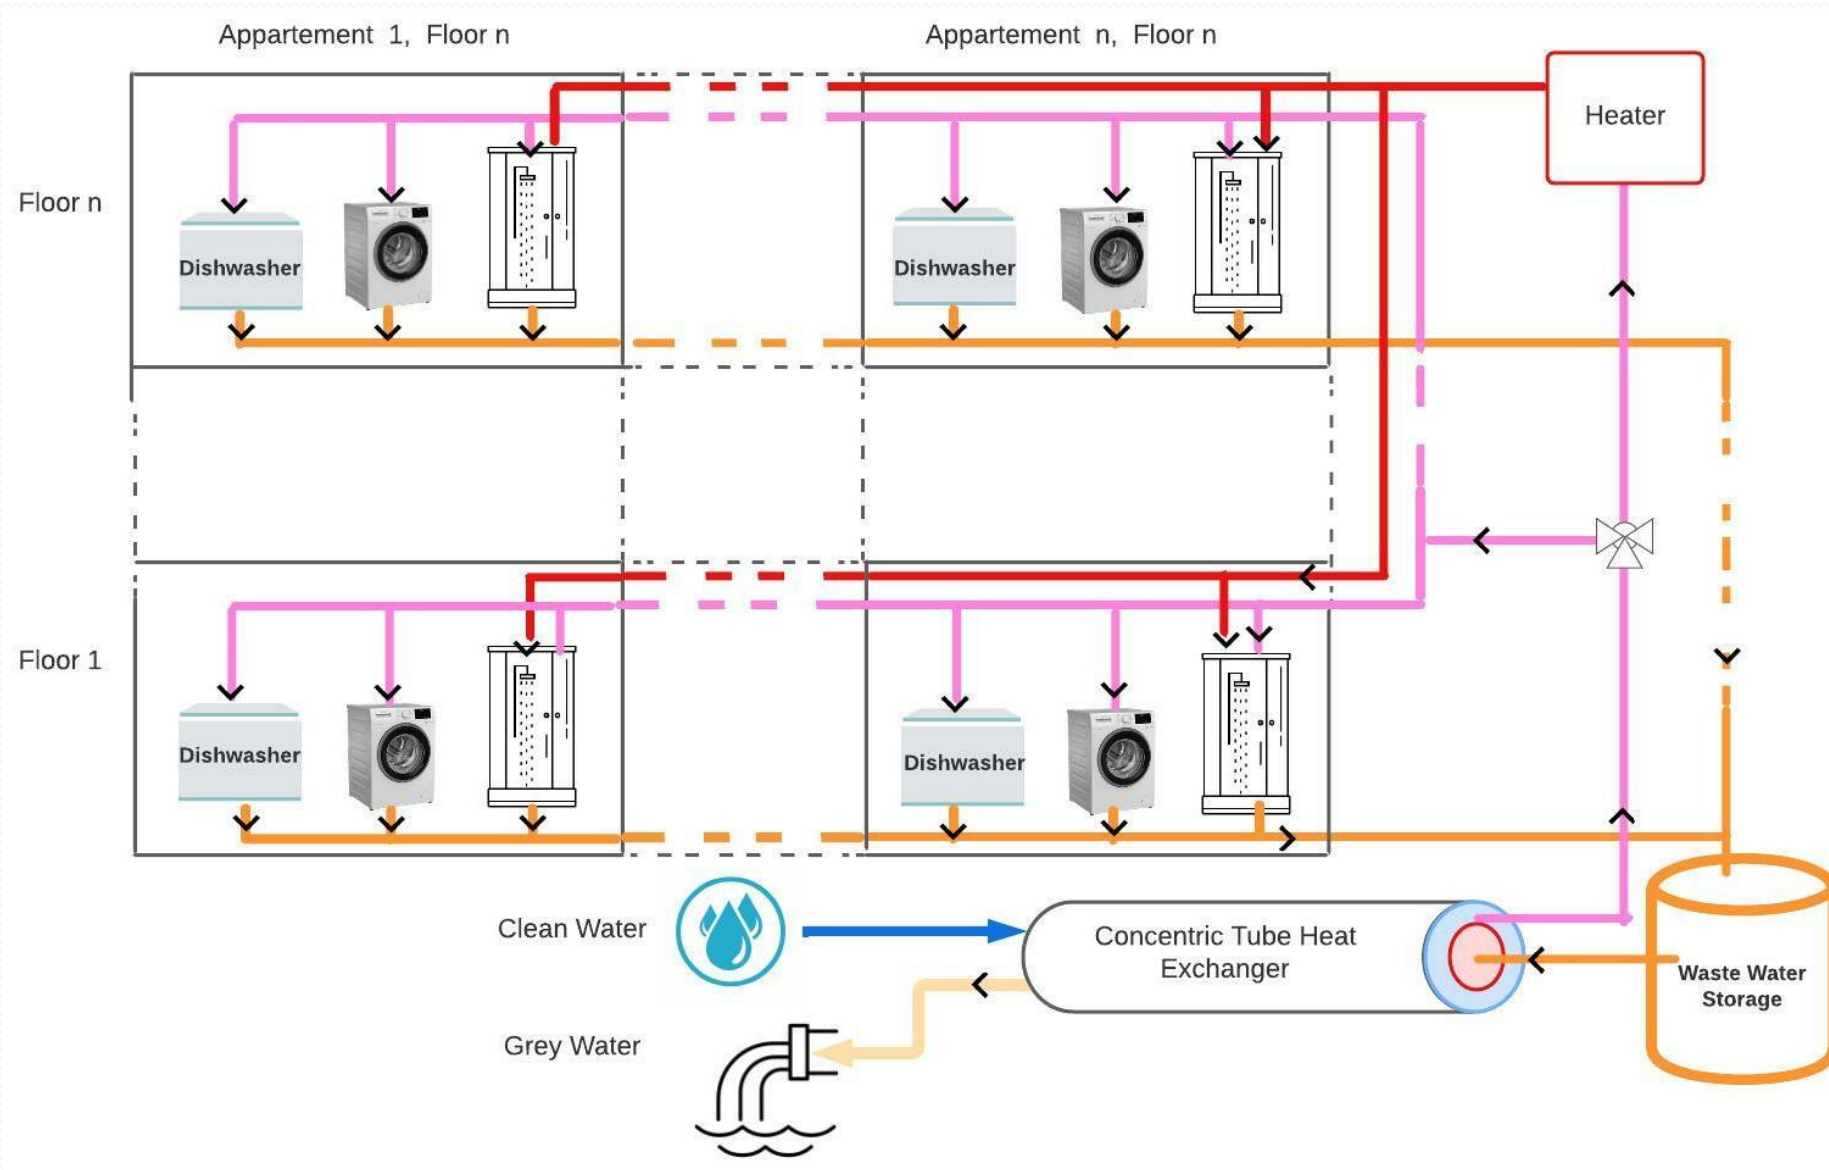 Appartement 1, Floor n
Appartement n, Floor n
Heater
Floor n
Dishwasher
Dishwasher
Floor 1
Dishwasher
Dishwasher
Clean Water
Concentric Tube Heat
Exchanger
Waste Water
Storage
Grey Water